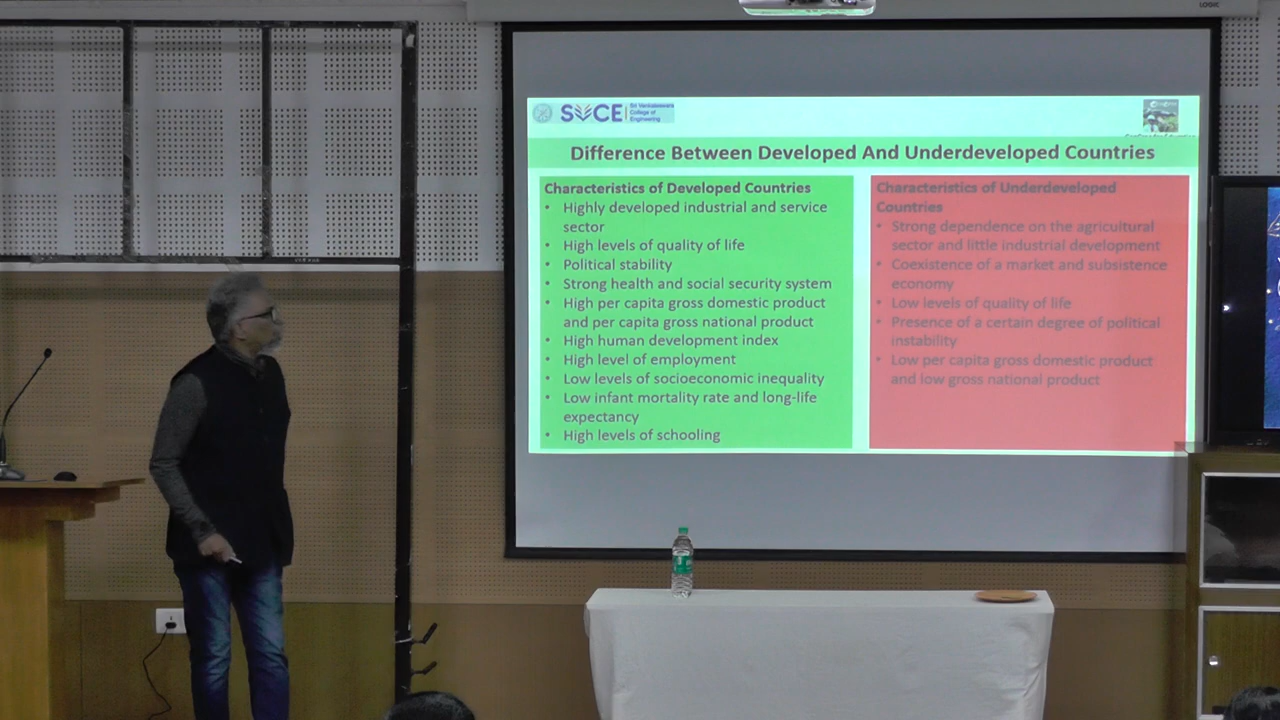 LOGIC
SVCE
Sri Venkateswara
College of
Engineering
Difference Between Developed And Underdeveloped Countries
Characteristics of Developed Countries
• Highly developed industrial and service
sector
• High levels of quality of life
• Political stability
• Strong health and social security system
• High per capita gross domestic product
and per capita gross national product
• High human development index
• High level of employment
• Low levels of socioeconomic inequality
• Low infant mortality rate and long-life
expectancy
• High levels of schooling
Characteristics of Underdeveloped
Countries
• Strong dependence on the agricultural
sector and little industrial development
• Coexistence of a market and subsistence
economy
• Low levels of quality of life
• Presence of a certain degree of political
instability
• Low per capita gross domestic product
and low gross national product